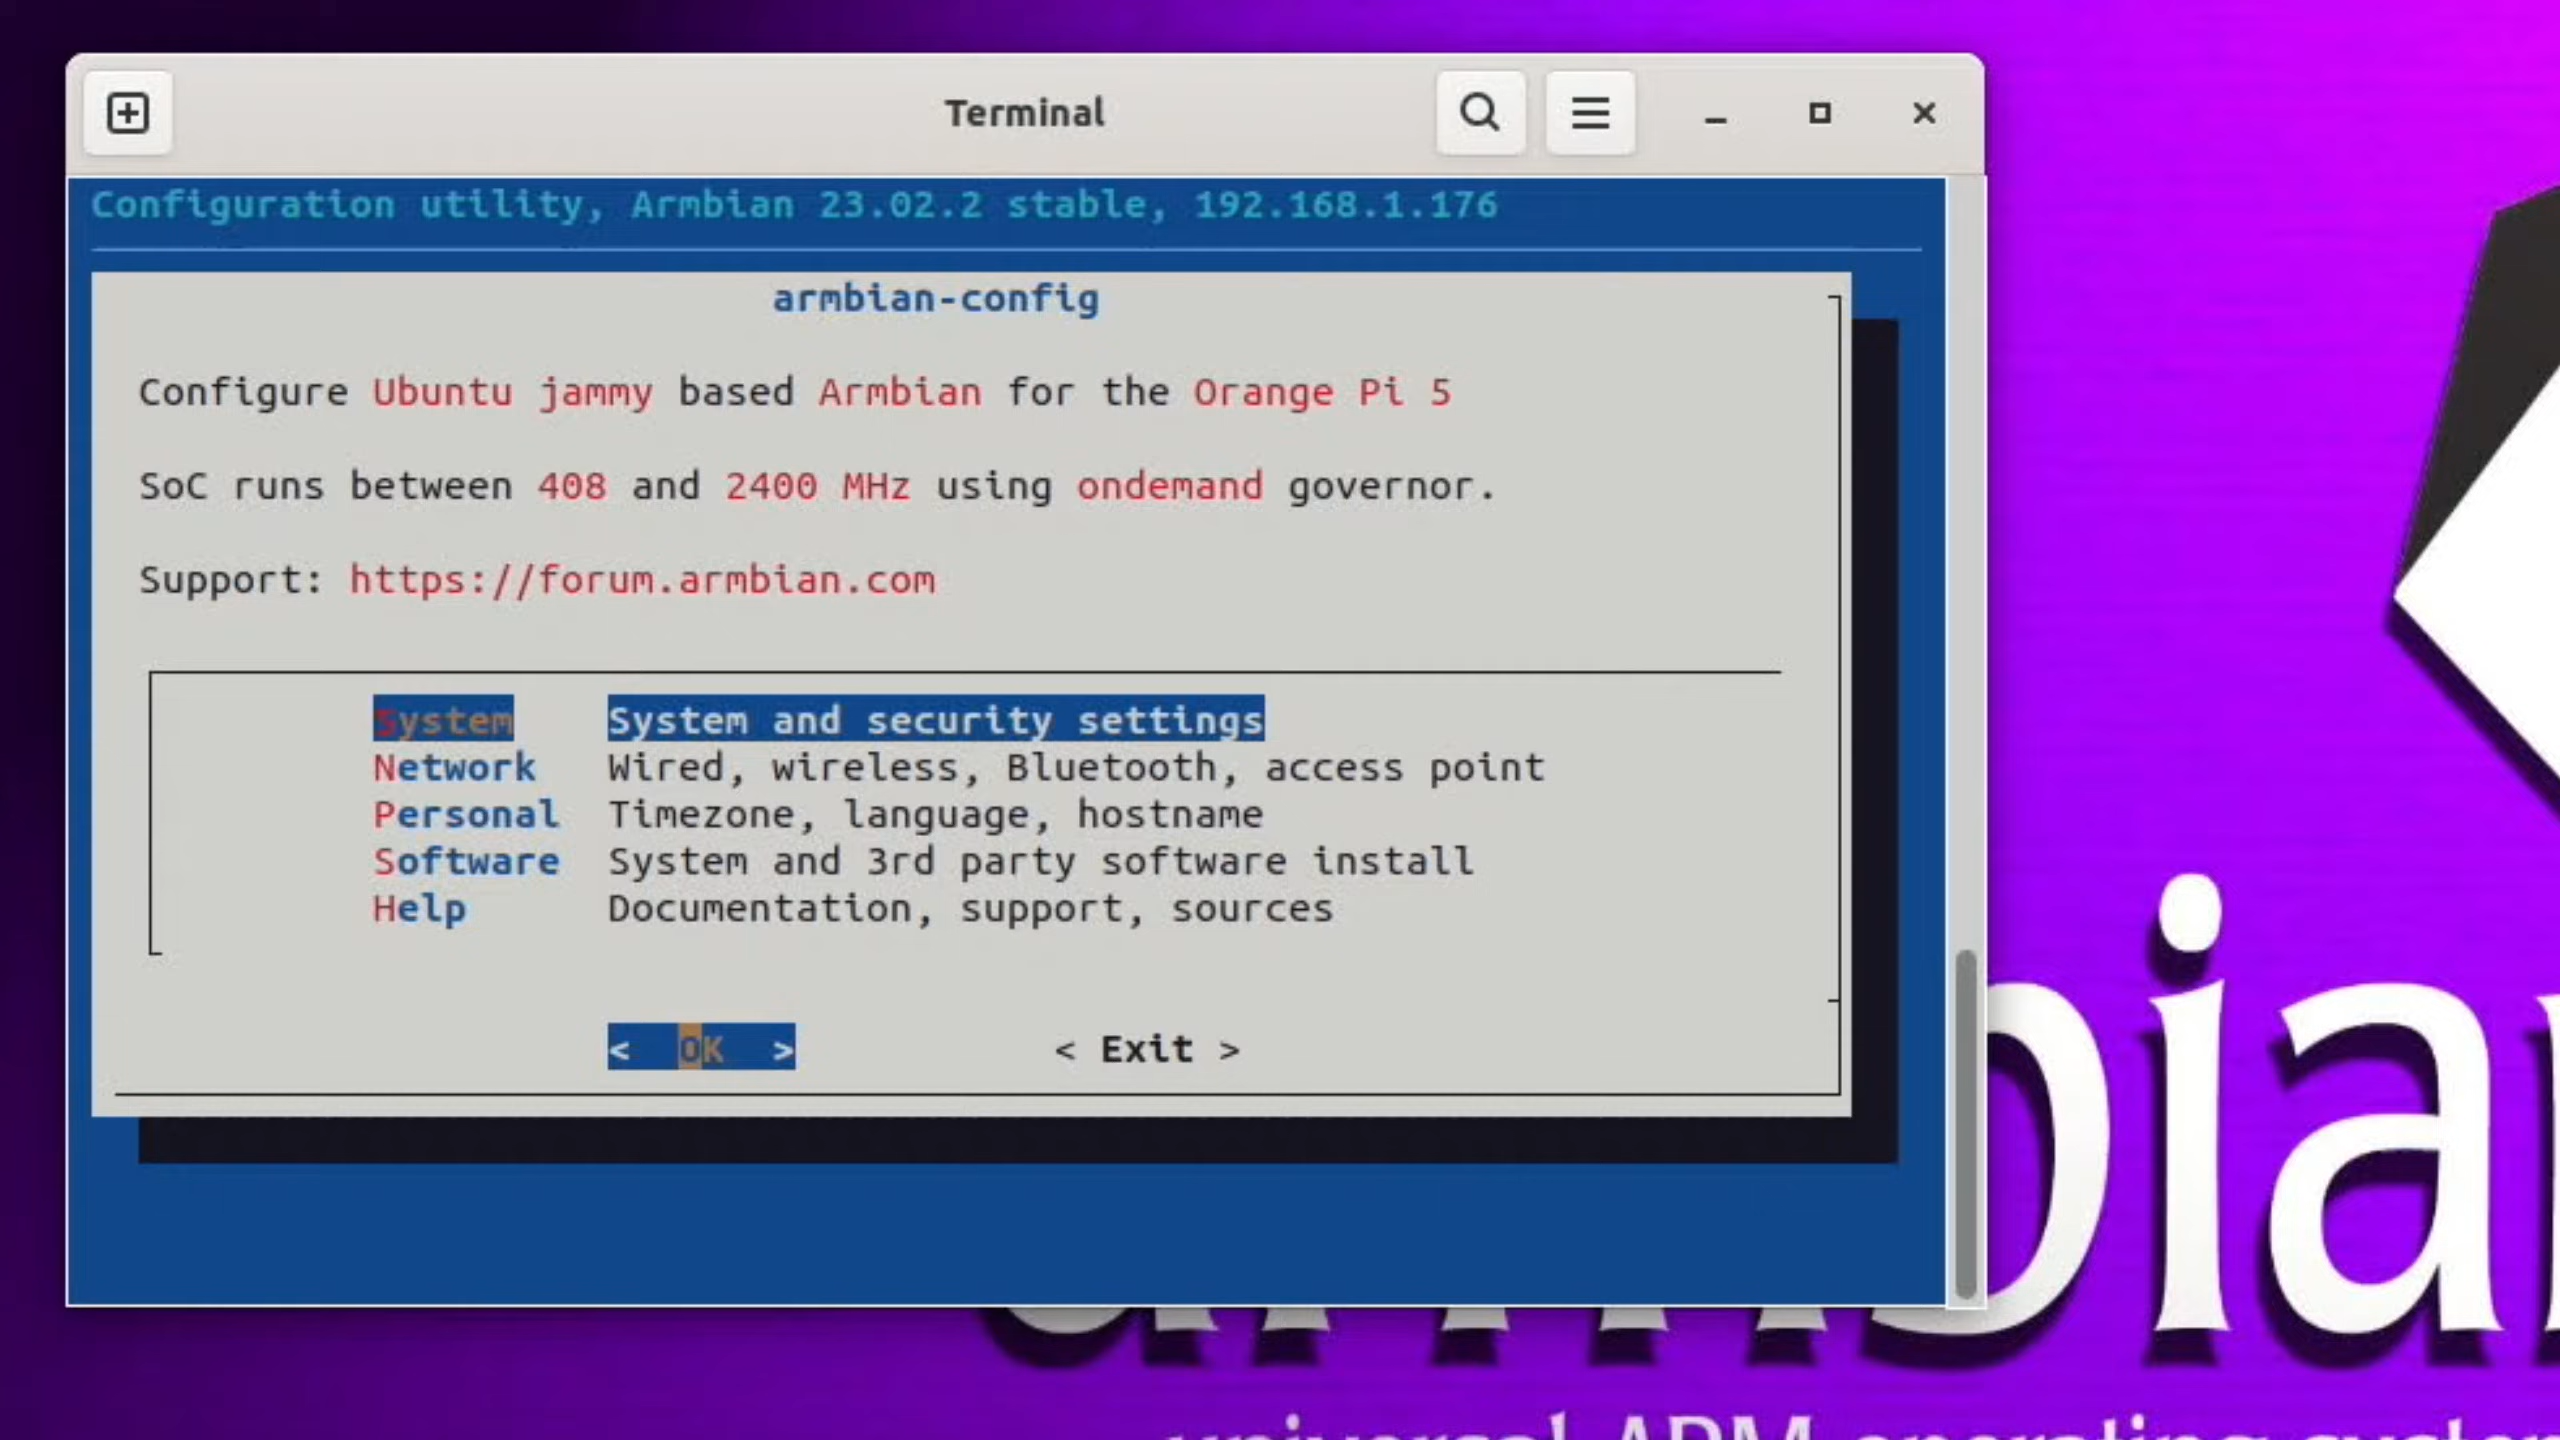 Terminal
Configuration utility, Armbian 23.02.2 stable, 192.168.1.176
armbian-config
Configure Ubuntu jammy based Armbian for the Orange Pi 5
SoC runs between 408 and 2400 MHz using ondemand governor.
Support: https://forum.armbian.com
System System and security settings
Network Wired, wireless, Bluetooth, access point
Personal Timezone, language, hostname
Software System and 3rd party software install
Help Documentation, support, sources
< OK > < Exit >